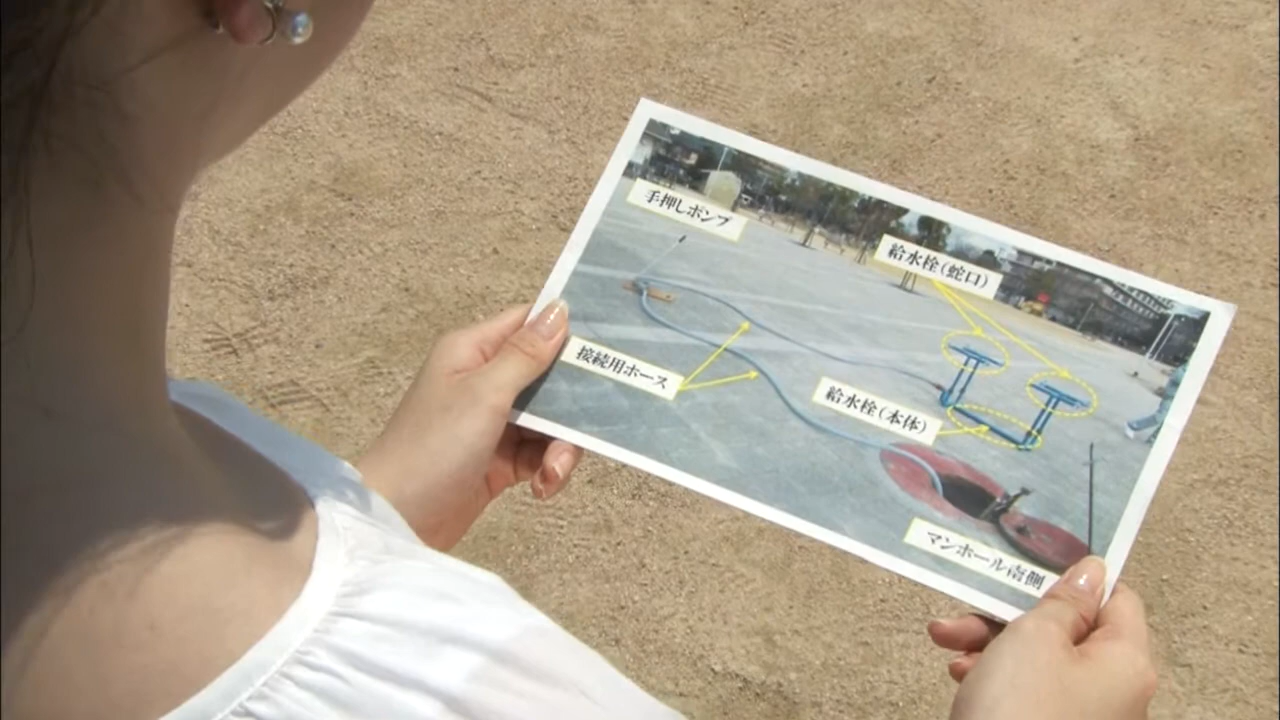 手押しポンプ
給水栓(蛇口)
接続用ホース
給水栓(本体)
マンホール南側